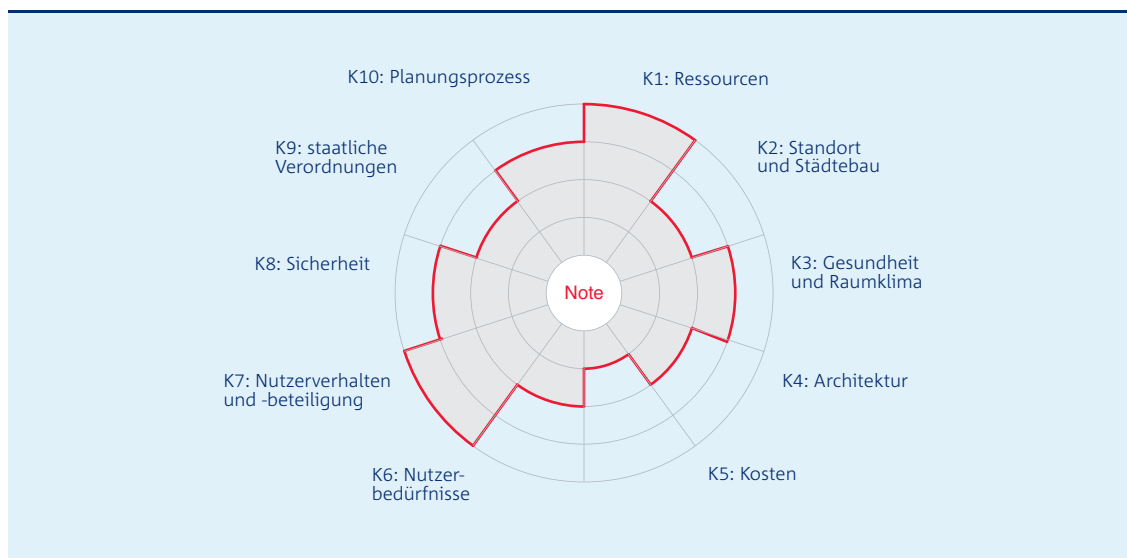 K10: Planungsprozess
K1: Ressourcen
K9: staatliche
Verordnungen
K2: Standort
und Städtebau
K8: Sicherheit
K3: Gesundheit
und Raumklima
Note
K7: Nutzerverhalten
und -beteiligung
K4: Architektur
K6: Nutzer-
bedürfnisse
K5: Kosten